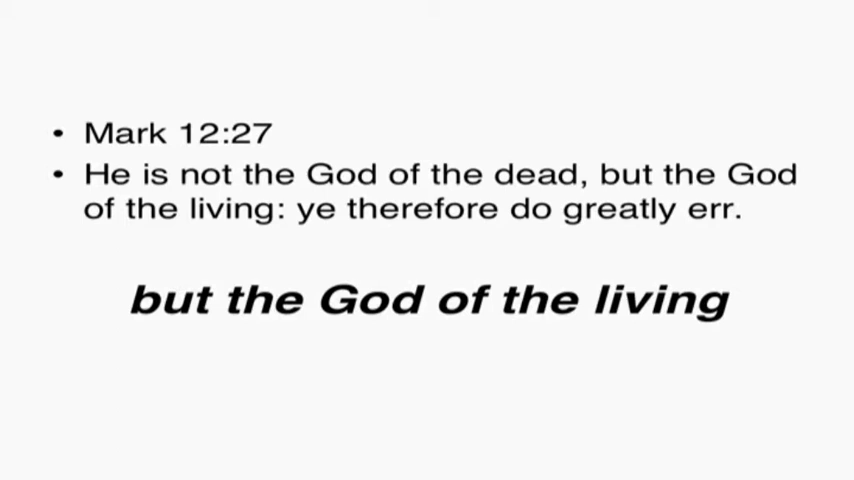 • Mark 12:27
• He is not the God of the dead, but the God
of the living: ye therefore do greatly err.
but the God of the living